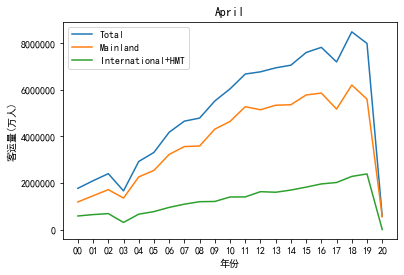 April
Total
Mainland
International+HMT
8000000
6000000
4000000
2000000
0
客运量(万人)
00 01 02 03 04 05 06 07 08 09 10 11 12 13 14 15 16 17 18 19 20
年份